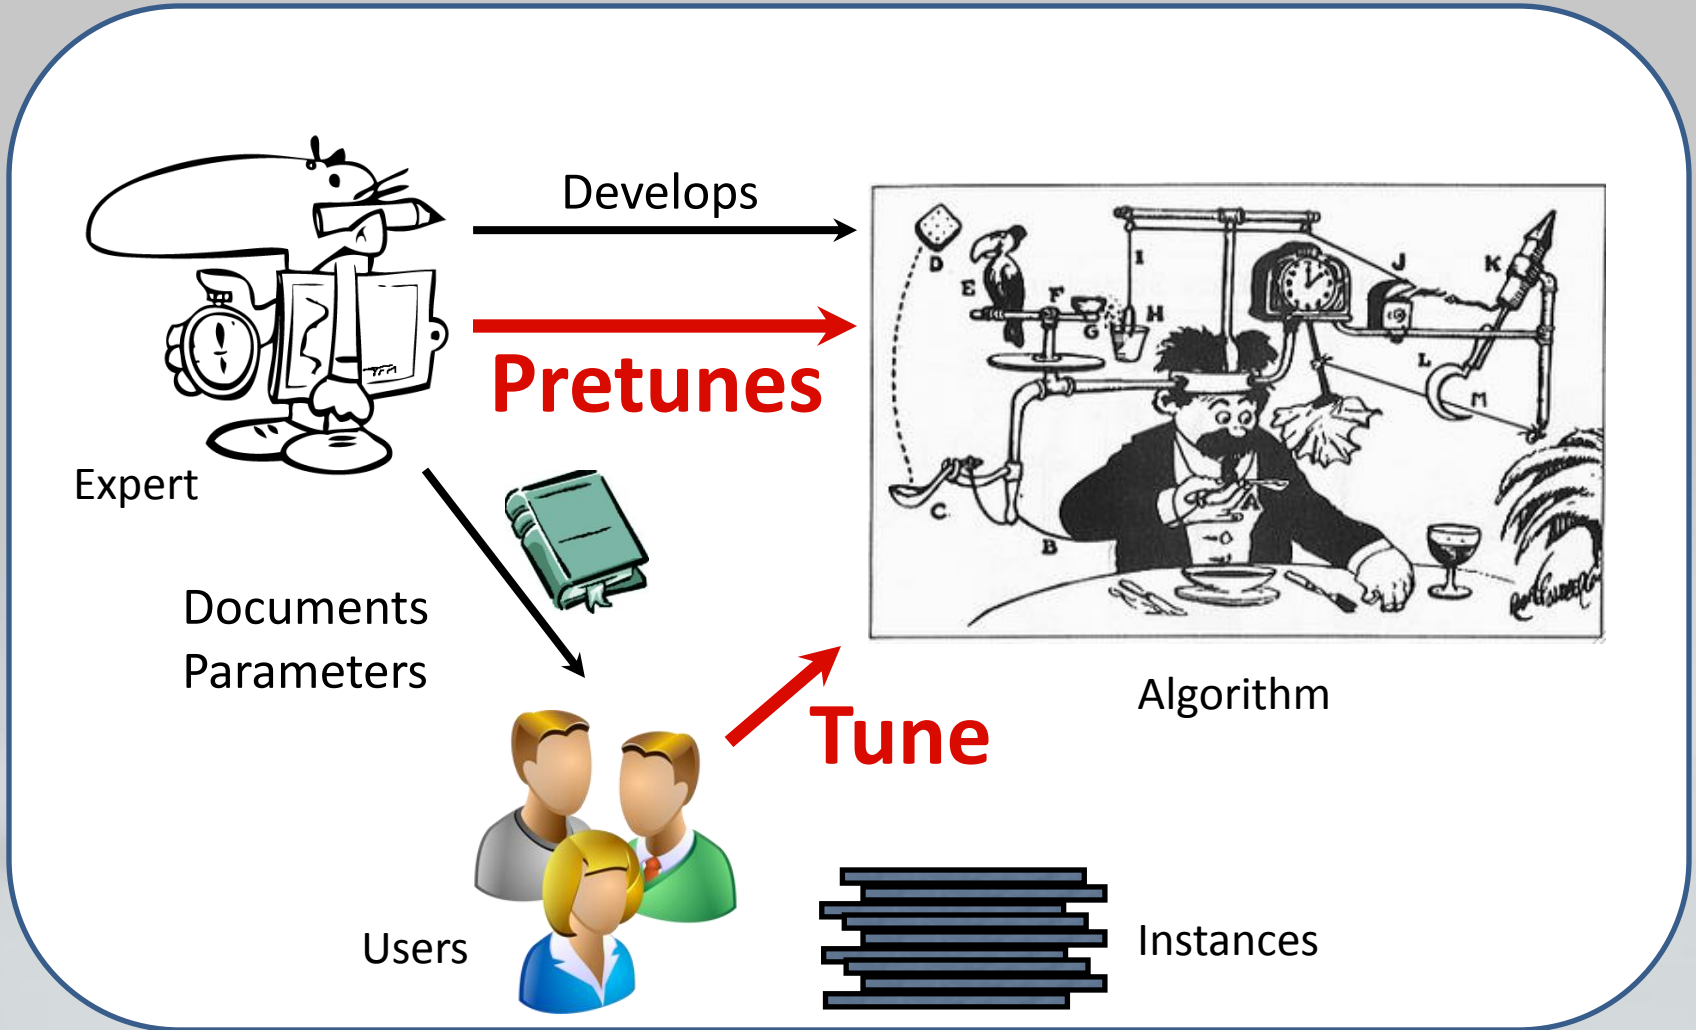 Develops
Pretunes
Expert
Documents
Parameters
Users
Tune
Algorithm
Instances
D
E
F
G
H
I
J
K
L
M
C
B
A